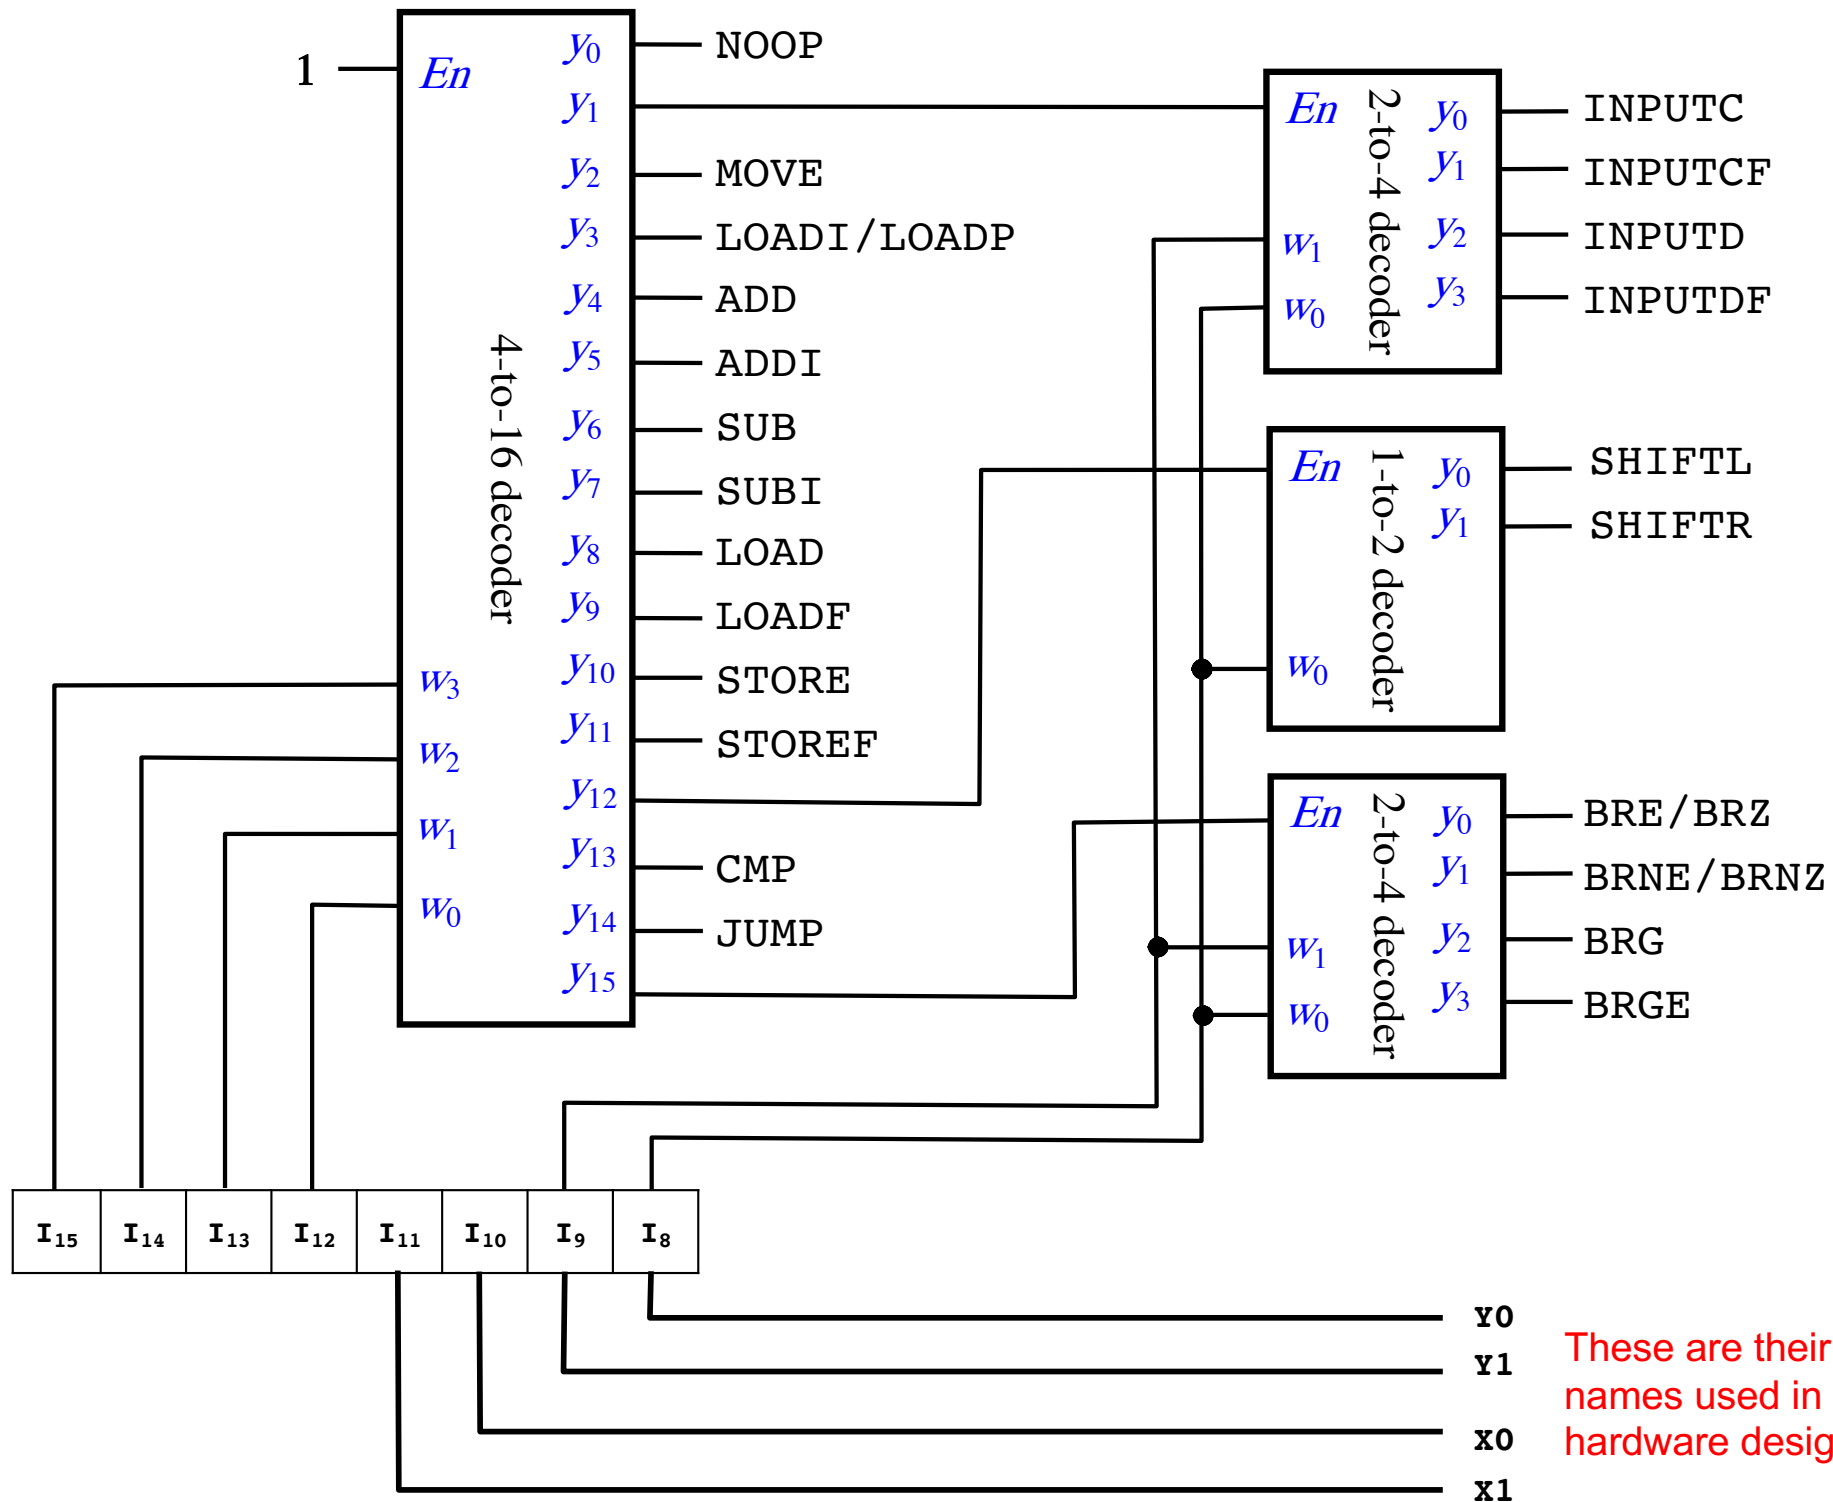 1
En
y0 NOOP
y1
y2 MOVE
y3 LOADI/LOADP
y4 ADD
y5 ADDI
y6 SUB
y7 SUBI
y8 LOAD
y9 LOADF
y10 STORE
y11 STOREF
y12
y13 CMP
y14 JUMP
y15
w3
w2
w1
w0
4-to-16 decoder
En
w1
w0
2-to-4 decoder
y0 INPUTC
y1 INPUTCF
y2 INPUTD
y3 INPUTDF
En
w0
1-to-2 decoder
y0 SHIFTL
y1 SHIFTR
En
w1
w0
2-to-4 decoder
y0 BRE/BRZ
y1 BRNE/BRNZ
y2 BRG
y3 BRGE
I15 I14 I13 I12 I11 I10 I9 I8
Y0
Y1
X0
X1
These are their
names used in
hardware desig